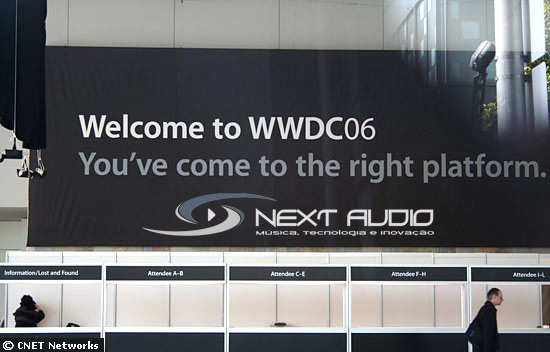 Welcome to WWDC06
You've come to the right platform.
NEXT AUDIO
Música, Tecnologia e inovação
Information/Lost and Found
Attendee A–B
Attendee C–E
Attendee F–H
Attendee I–L
© CNET Networks